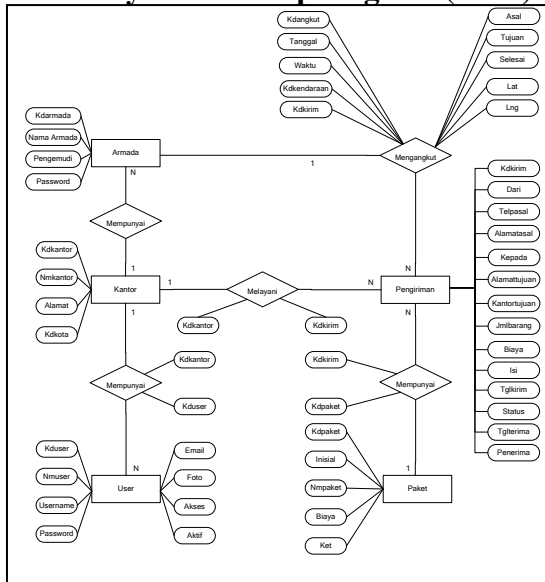 Kdangkut
Tanggal
Waktu
Kdkendaraan
Kdkirim
Asal
Tujuan
Selesai
Lat
Lng
Kdarmada
Nama Armada
Pengemudi
Password
Armada
1
Mengangkut
N
Mempunyai
1
N
Kdkantor
Nmkantor
Alamat
Kdkota
Kantor
1
Melayani
N
Pengiriman
Kdkantor
Kdkirim
1
N
Kdkirim
Dari
Telpasal
Alamatasal
Kepada
Alamattujuan
Kantortujuan
Jmlbarang
Biaya
Isi
Tglkirim
Status
Tglterima
Penerima
Mempunyai
Kdkantor
Kduser
Kdkirim
Kdpaket
Mempunyai
N
1
Kduser
Nmuser
Username
Password
User
Email
Foto
Akses
Aktif
Kdpaket
Inisial
Nmpaket
Biaya
Ket
Paket